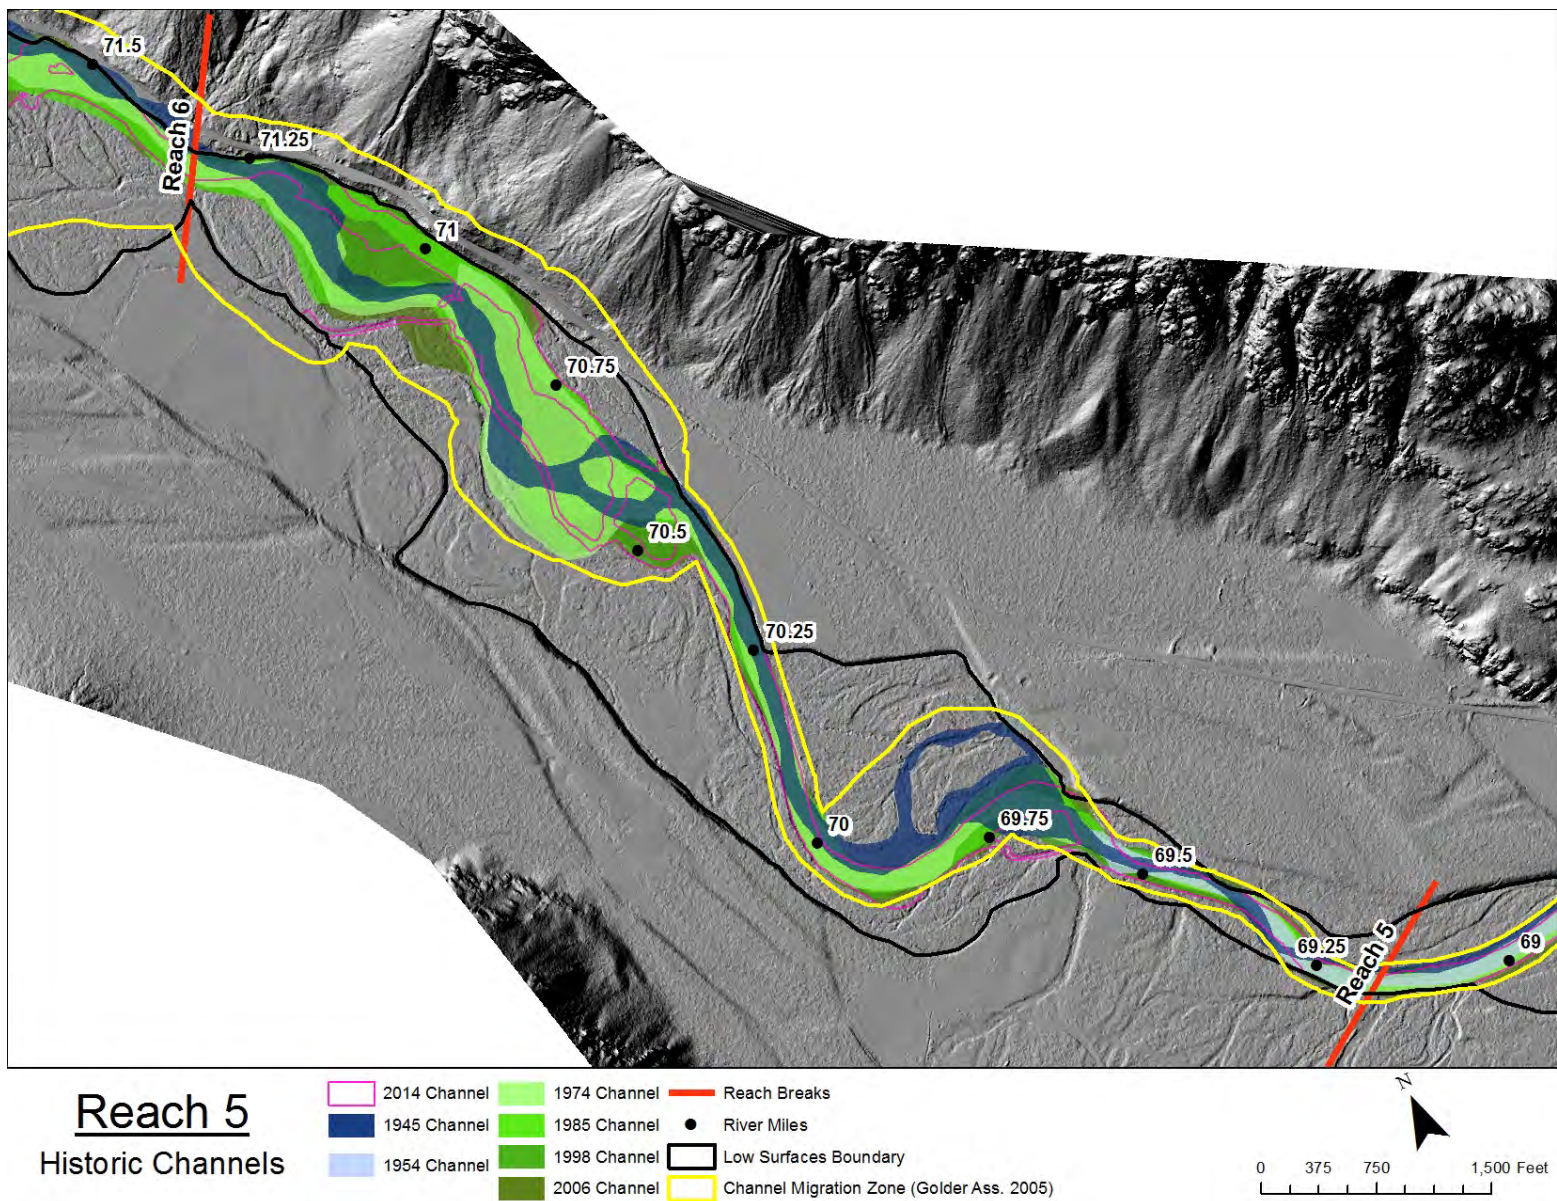 71.5
Reach 6
71.25
71
70.75
70.5
70.25
70
69.75
69.5
69.25
Reach 5
69
Reach 5
Historic Channels
2014 Channel
1945 Channel
1954 Channel
1974 Channel
1985 Channel
1998 Channel
2006 Channel
Reach Breaks
River Miles
Low Surfaces Boundary
Channel Migration Zone (Golder Ass. 2005)
N
0 375 750 1,500 Feet